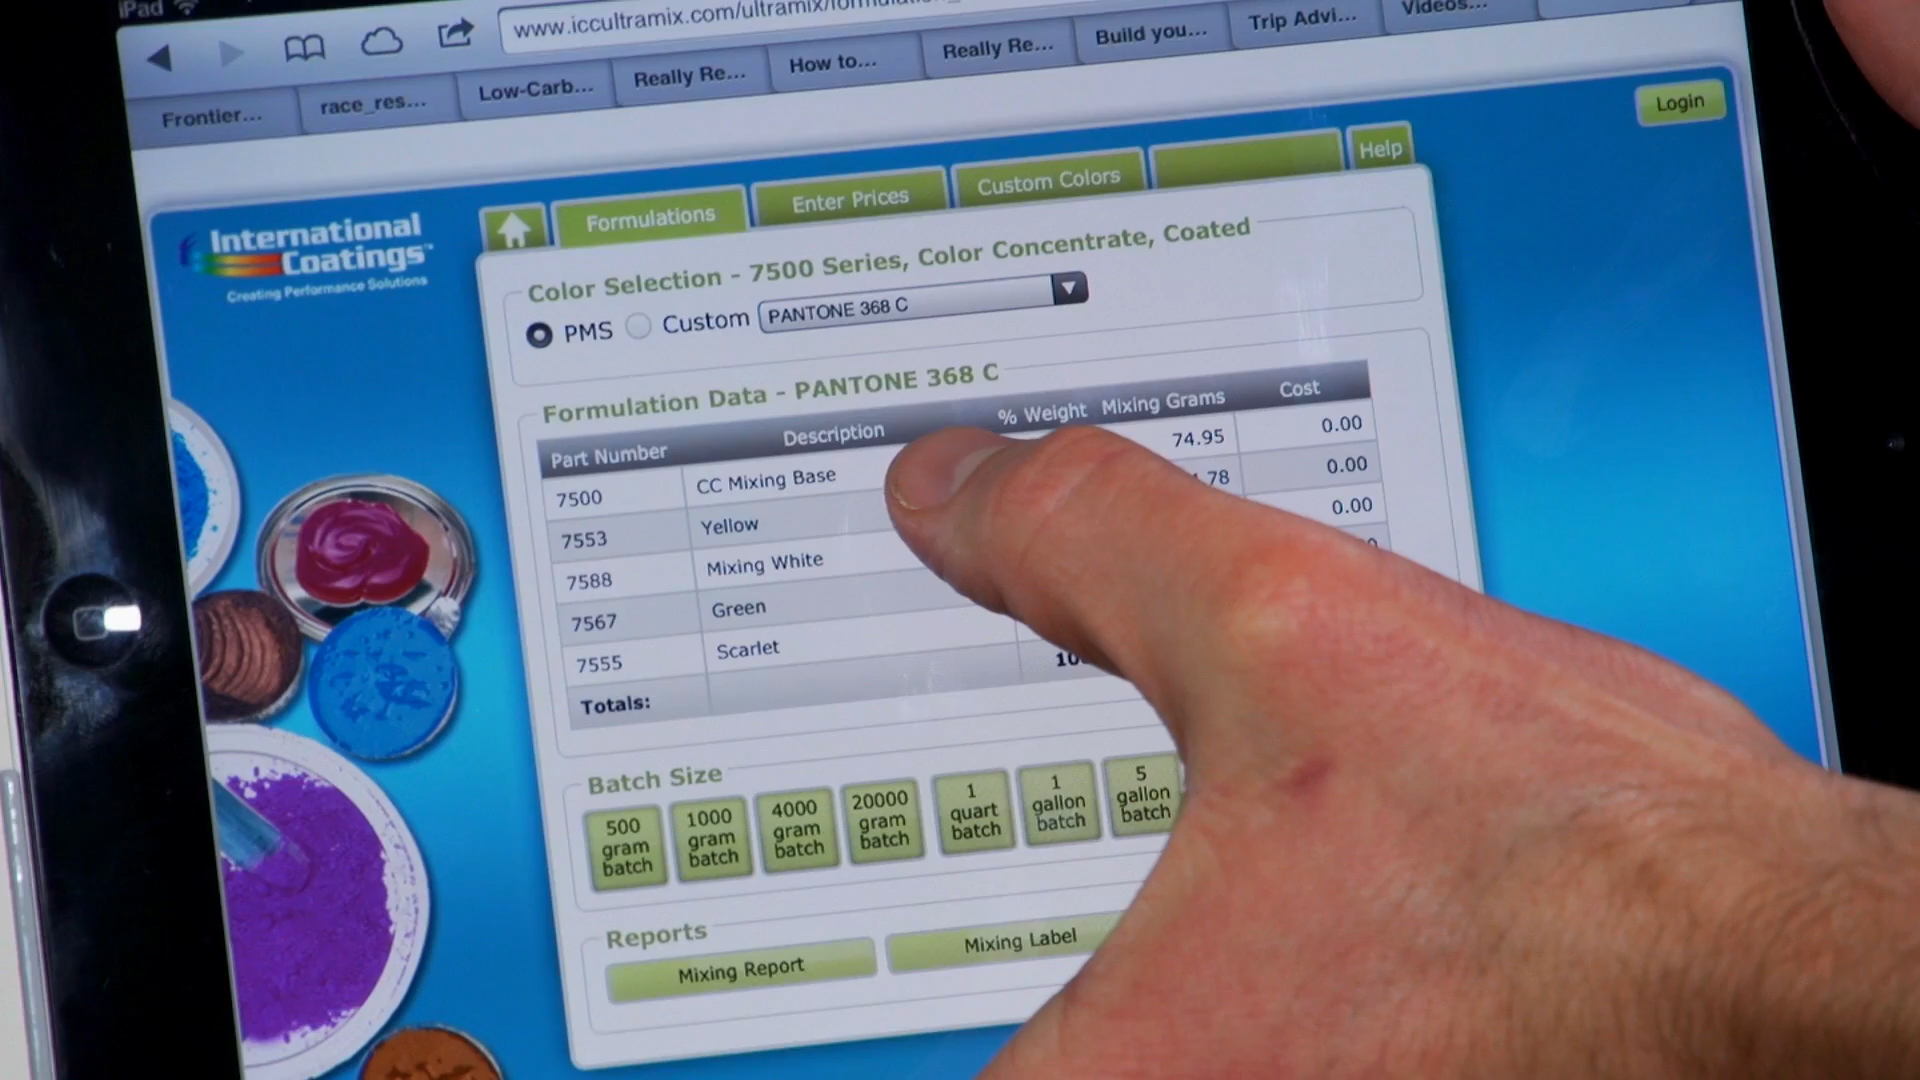 iPad
www.iccultramix.com/ultramix/formulation_
Frontier... race_res... Low-Carb... Really Re... How to... Really Re... Build you... Trip Advi... Videos...
Login
International
Coatings™
Creating Performance Solutions
Formulations Enter Prices Custom Colors Help
Color Selection - 7500 Series, Color Concentrate, Coated
PMS Custom PANTONE 368 C
Formulation Data - PANTONE 368 C
Part Number Description % Weight Mixing Grams Cost
7500 CC Mixing Base 74.95 0.00
7553 Yellow .78 0.00
7588 Mixing White 0.00
7567 Green
7555 Scarlet
Totals:
Batch Size
500 gram batch
1000 gram batch
4000 gram batch
20000 gram batch
1 quart batch
1 gallon batch
5 gallon batch
Reports
Mixing Report Mixing Label